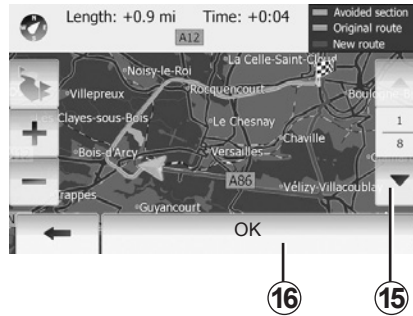 Length: +0.9 mi Time: +0:04
A12
Avoided section
Original route
New route
La Celle-Saint-Cloud
Noisy-le-Roi
Villepreux
Rocquencourt
Les Clayes-sous-Bois
Le Chesnay
1
8
Bois-d'Arcy
Versailles
Chaville
A86
Vélizy-Villacoublay
Trappes
Guyancourt
OK
16
15